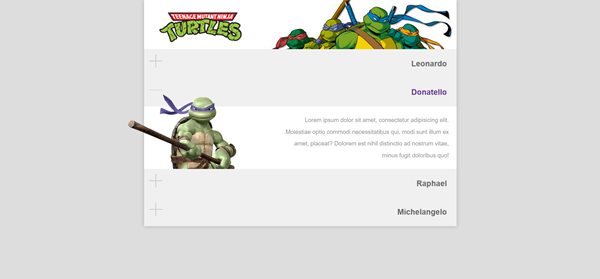 TEENAGE MUTANT NINJA
TURTLES
Leonardo
Donatello
Lorem ipsum dolor sit amet, consectetur adipisicing elit.
Molestiae optio commodi necessitatibus qui, modi sunt illum ex
amet, placeat? Dolorem est nihil distinctio ad nostrum vitae,
minus fugit doloribus quo!
Raphael
Michelangelo